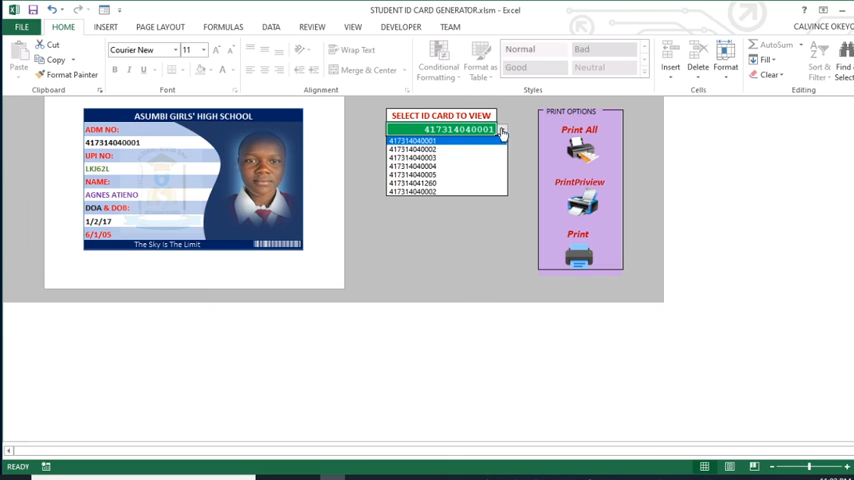 STUDENT ID CARD GENERATOR.xlsm - Excel
FILE HOME INSERT PAGE LAYOUT FORMULAS DATA REVIEW VIEW DEVELOPER TEAM
CALVINCE OKEYO
Paste
Cut
Copy
Format Painter
Clipboard
Courier New 11
B I U
Font
Wrap Text
Merge & Center
Alignment
Conditional
Formatting
Format as
Table
Normal Bad
Good Neutral
Styles
Insert Delete Format
Cells
AutoSum
Fill
Clear
Sort &
Filter
Find
Editing
ASUMBI GIRLS' HIGH SCHOOL
ADM NO:
417314040001
UPI NO:
LKJ62L
NAME:
AGNES ATIENO
DOA & DOB:
1/2/17
6/1/05
The Sky Is The Limit
SELECT ID CARD TO VIEW
417314040001
417314040001
417314040002
417314040003
417314040004
417314040005
417314041260
417314040002
PRINT OPTIONS
Print All
PrintPriview
Print
READY